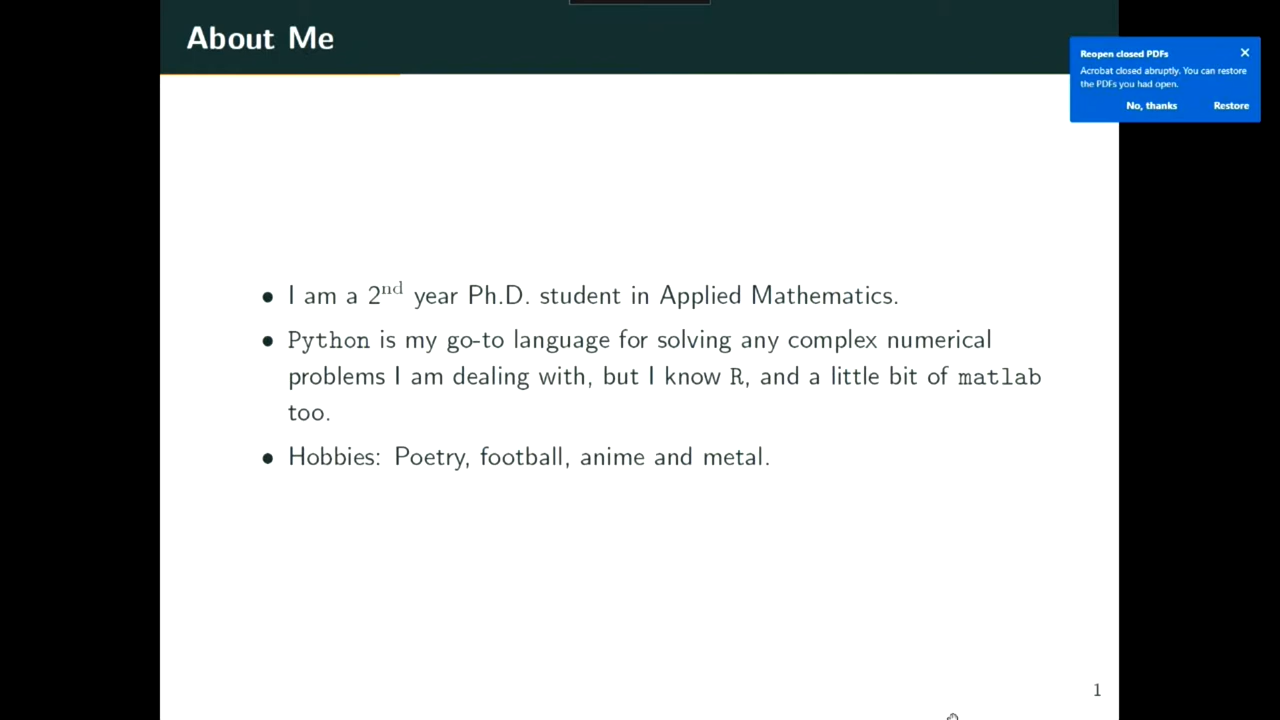 About Me
Reopen closed PDFs
Acrobat closed abruptly. You can restore
the PDFs you had open.
No, thanks Restore
• I am a 2nd year Ph.D. student in Applied Mathematics.
• Python is my go-to language for solving any complex numerical
problems I am dealing with, but I know R, and a little bit of matlab
too.
• Hobbies: Poetry, football, anime and metal.
1